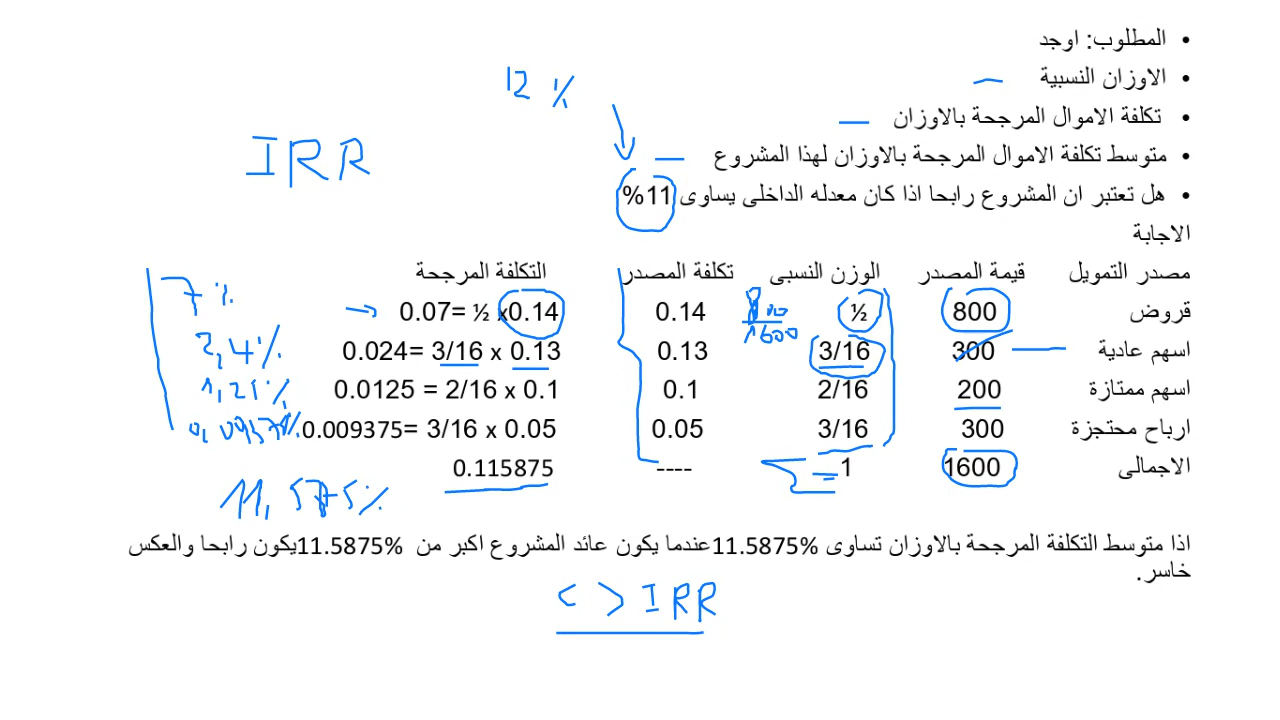 • المطلوب: اوجد
• الاوزان النسبية
12 %
• تكلفة الاموال المرجحة بالاوزان
IRR
• متوسط تكلفة الاموال المرجحة بالاوزان لهذا المشروع
• هل تعتبر ان المشروع رابحا اذا كان معدله الداخلى يساوى 11%
الاجابة
مصدر التمويل قيمة المصدر الوزن النسبى تكلفة المصدر التكلفة المرجحة
قروض 800 ½ 800/1600 0.14 0.07= ½ x0.14 7%
اسهم عادية 300 3/16 0.13 0.024= 3/16 x 0.13 2,4%
اسهم ممتازة 200 2/16 0.1 0.0125 = 2/16 x 0.1 1,25%
ارباح محتجزة 300 3/16 0.05 0.009375= 3/16 x 0.05
الاجمالى 1600 1 ---- 0.115875
11,575%
اذا متوسط التكلفة المرجحة بالاوزان تساوى 11.5875%عندما يكون عائد المشروع اكبر من 11.5875%يكون رابحا والعكس
خاسر.
< > IRR